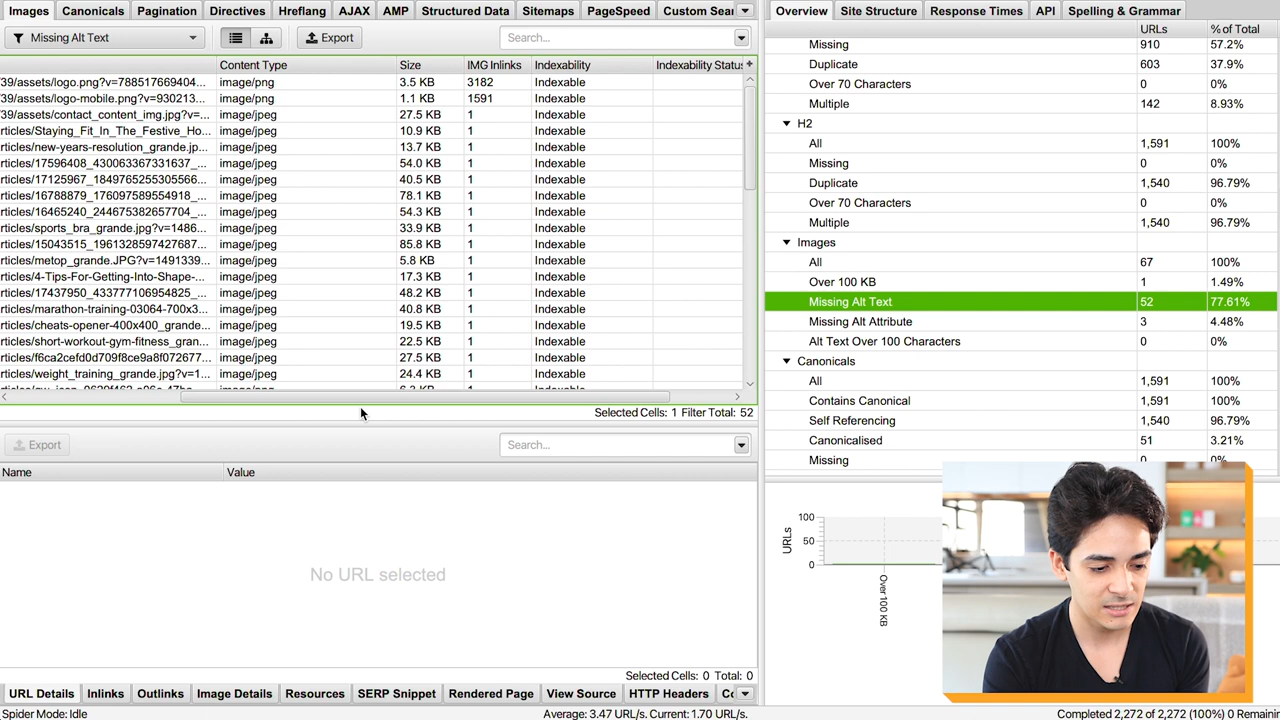 Images Canonicals Pagination Directives Hreflang AJAX AMP Structured Data Sitemaps PageSpeed Custom Sear
Missing Alt Text Export Search...
Content Type Size IMG Inlinks Indexability Indexability Status
/39/assets/logo.png?v=788517669404... image/png 3.5 KB 3182 Indexable
/39/assets/logo-mobile.png?v=930213... image/png 1.1 KB 1591 Indexable
/39/assets/contact_content_img.jpg?v=... image/jpeg 27.5 KB 1 Indexable
rticles/Staying_Fit_In_The_Festive_Ho... image/jpeg 10.9 KB 1 Indexable
rticles/new-years-resolution_grande.jp... image/jpeg 13.7 KB 1 Indexable
rticles/17596408_430063367331637_... image/jpeg 54.0 KB 1 Indexable
rticles/17125967_1849765255305566... image/jpeg 40.5 KB 1 Indexable
rticles/16788879_176097589554918_... image/jpeg 78.1 KB 1 Indexable
rticles/16465240_244675382657704_... image/jpeg 54.3 KB 1 Indexable
rticles/sports_bra_grande.jpg?v=1486... image/jpeg 33.9 KB 1 Indexable
rticles/15043515_1961328597427687... image/jpeg 85.8 KB 1 Indexable
rticles/metop_grande.JPG?v=1491339... image/jpeg 5.8 KB 1 Indexable
rticles/4-Tips-For-Getting-Into-Shape-... image/jpeg 17.3 KB 1 Indexable
rticles/17437950_433777106954825_... image/jpeg 48.2 KB 1 Indexable
rticles/marathon-training-03064-700x3... image/jpeg 40.8 KB 1 Indexable
rticles/cheats-opener-400x400_grande... image/jpeg 19.5 KB 1 Indexable
rticles/short-workout-gym-fitness_gran... image/jpeg 22.5 KB 1 Indexable
rticles/f6ca2cefd0d709f8ce9a8f072677... image/jpeg 27.5 KB 1 Indexable
rticles/weight_training_grande.jpg?v=1... image/jpeg 24.4 KB 1 Indexable
Selected Cells: 1 Filter Total: 52
Export Search...
Name Value
No URL selected
Selected Cells: 0 Total: 0
URL Details Inlinks Outlinks Image Details Resources SERP Snippet Rendered Page View Source HTTP Headers
Spider Mode: Idle Average: 3.47 URL/s. Current: 1.70 URL/s. Completed 2,272 of 2,272 (100%) 0 Remainir
Overview Site Structure Response Times API Spelling & Grammar
URLs % of Total
Missing 910 57.2%
Duplicate 603 37.9%
Over 70 Characters 0 0%
Multiple 142 8.93%
H2
All 1,591 100%
Missing 0 0%
Duplicate 1,540 96.79%
Over 70 Characters 0 0%
Multiple 1,540 96.79%
Images
All 67 100%
Over 100 KB 1 1.49%
Missing Alt Text 52 77.61%
Missing Alt Attribute 3 4.48%
Alt Text Over 100 Characters 0 0%
Canonicals
All 1,591 100%
Contains Canonical 1,591 100%
Self Referencing 1,540 96.79%
Canonicalised 51 3.21%
Missing 0 0%
URLs
100
50
0
Over 100 KB